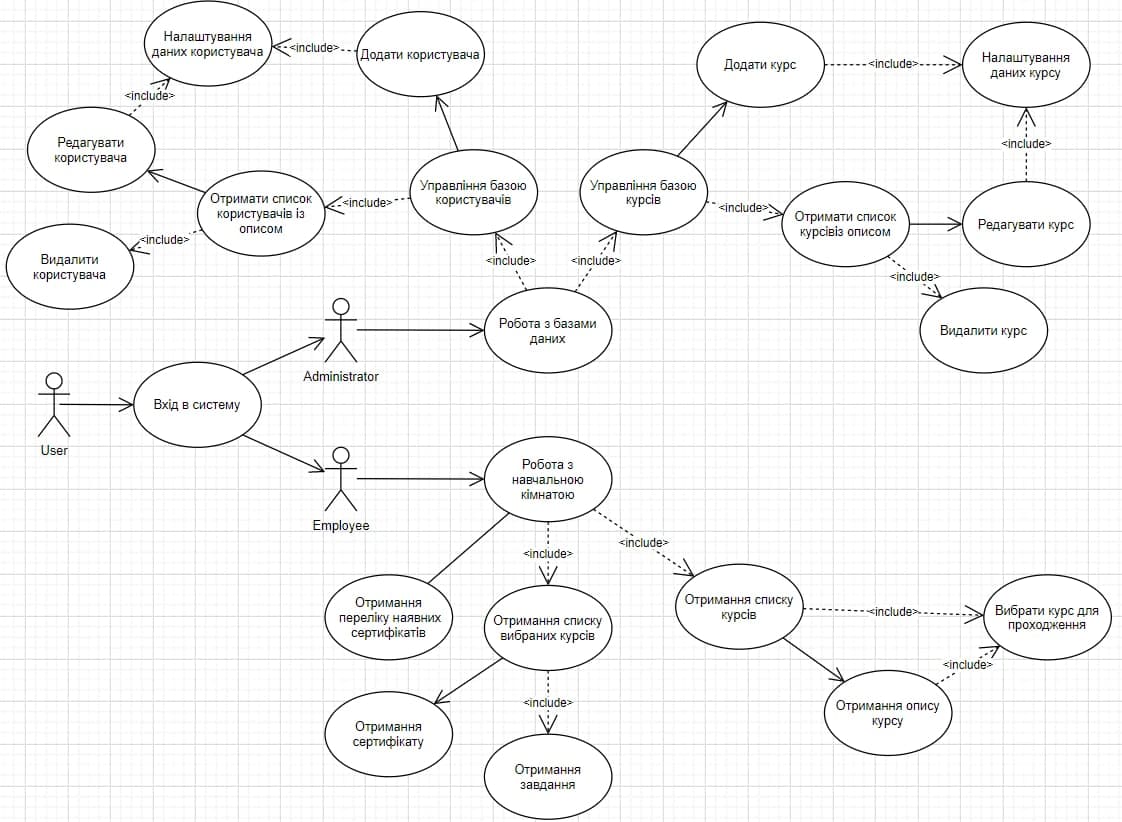 Налаштування
даних користувача
<include>
Додати користувача
Додати курс
<include>
Налаштування
даних курсу
<include>
Редагувати
користувача
<include>
Отримати список
користувачів із
описом
<include>
Управління базою
користувачів
Управління базою
курсів
<include>
Отримати список
курсівіз описом
Редагувати курс
<include>
Видалити
користувача
<include>
<include>
<include>
Видалити курс
Робота з базами
даних
Administrator
Вхід в систему
User
Робота з
навчальною
кімнатою
Employee
<include>
<include>
Отримання
переліку наявних
сертифікатів
Отримання списку
вибраних курсів
Отримання списку
курсів
<include>
Вибрати курс для
проходження
<include>
<include>
Отримання опису
курсу
Отримання
сертифікату
Отримання
завдання